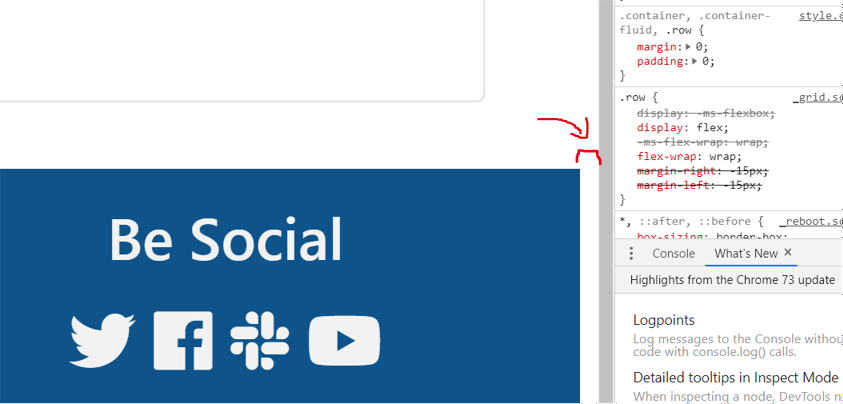 Be Social
.container, .container- style.
fluid, .row {
margin: 0;
padding: 0;
}
.row { _grid.s
display: -ms-flexbox;
display: flex;
-ms-flex-wrap: wrap;
flex-wrap: wrap;
margin-right: -15px;
margin-left: -15px;
}
*, ::after, ::before { _reboot.s
box-sizing: border-box;
Console What's New ×
Highlights from the Chrome 73 update
Logpoints
Log messages to the Console withou
code with console.log() calls.
Detailed tooltips in Inspect Mode
When inspecting a node, DevTools n